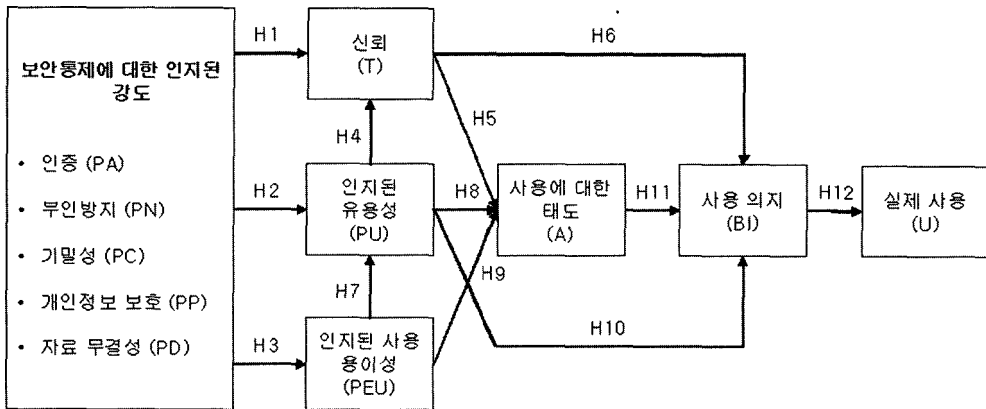 보안통제에 대한 인지된
강도
• 인증 (PA)
• 부인방지 (PN)
• 기밀성 (PC)
• 개인정보 보호 (PP)
• 자료 무결성 (PD)
H1
H2
H3
신뢰
(T)
H4
인지된
유용성
(PU)
H7
인지된 사용
용이성
(PEU)
H6
H5
H8
H9
H10
사용에 대한
태도
(A)
H11
사용 의지
(BI)
H12
실제 사용
(U)